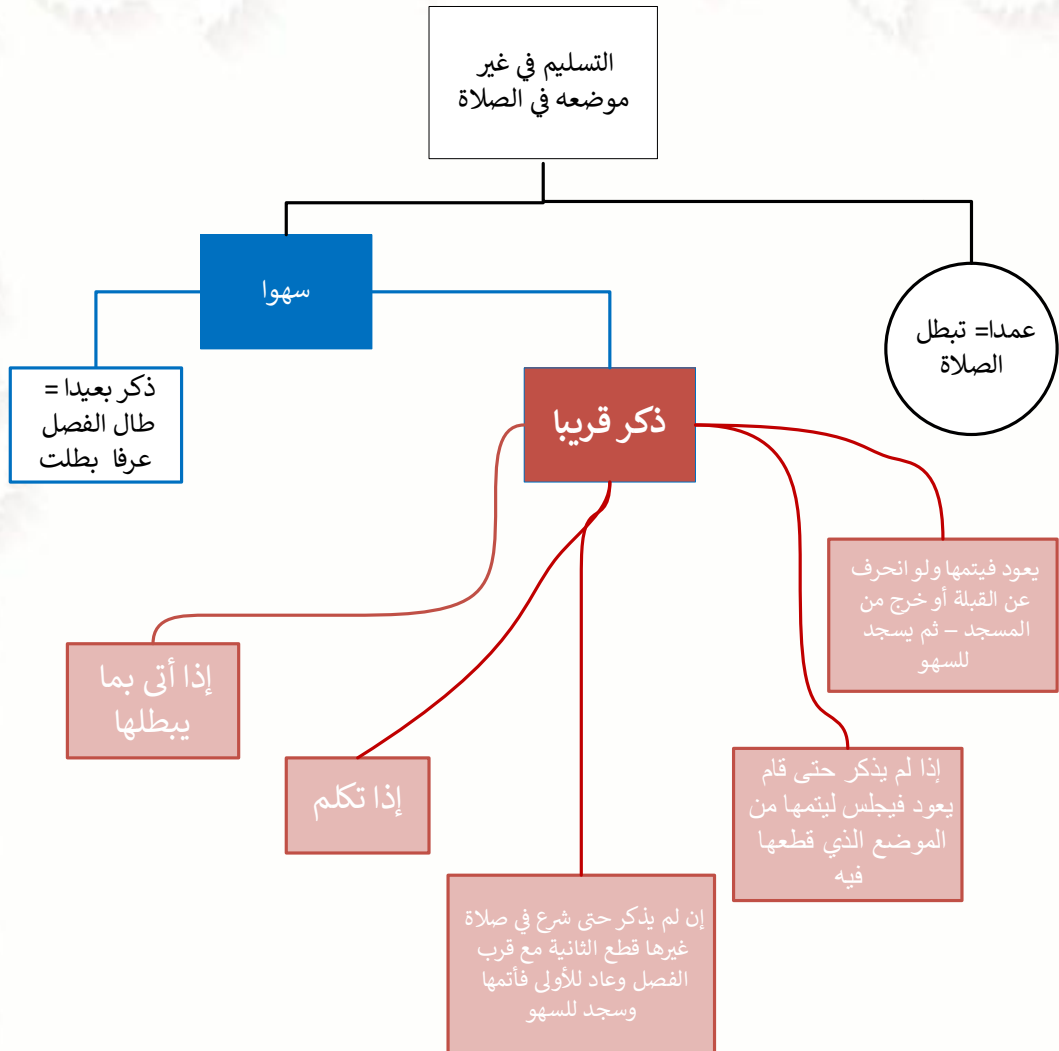 التسليم في غير
موضعه في الصلاة
عمدا= تبطل
الصلاة
سهوا
ذكر قريبا
ذكر بعيدا =
طال الفصل
عرفا بطلت
يعود فيتمها ولو انحرف
عن القبلة أو خرج من
المسجد – ثم يسجد
للسهو
إذا لم يذكر حتى قام
يعود فيجلس ليتمها من
الموضع الذي قطعها
فيه
إن لم يذكر حتى شرع في صلاة
غيرها قطع الثانية مع قرب
الفصل وعاد للأولى فأتمها
وسجد للسهو
إذا تكلم
إذا أتى بما
يبطلها